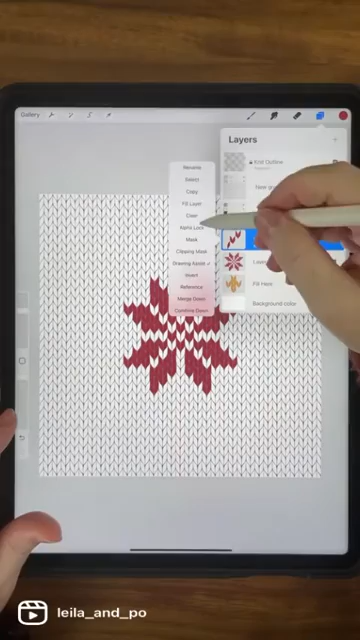 Gallery
Layers
Knit Outline
Rename
Select
Copy
Fill Layer
Clear
Alpha Lock
Mask
Clipping Mask
Drawing Assist ✓
Invert
Reference
Merge Down
Combine Down
Fill Here
Background color
leila_and_po